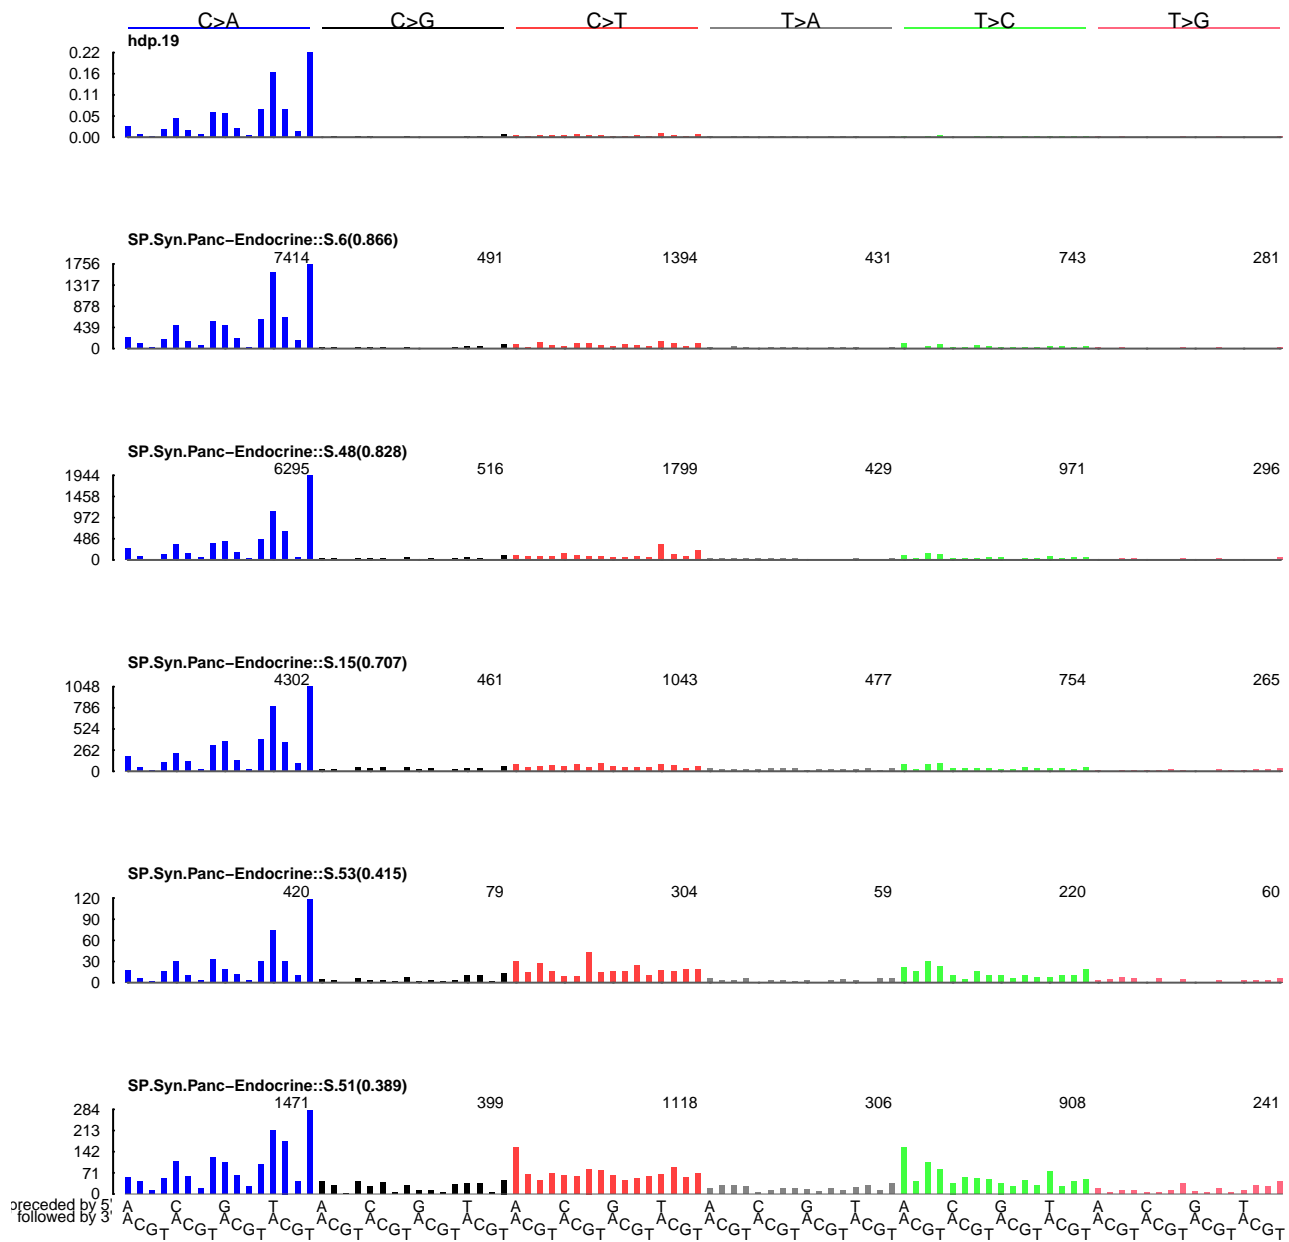 C>A C>G C>T T>A T>C T>G
hdp.19
0.22
0.16
0.11
0.05
0.00
SP.Syn.Panc−Endocrine::S.6(0.866)
7414 491 1394 431 743 281
1756
1317
878
439
0
SP.Syn.Panc−Endocrine::S.48(0.828)
6295 516 1799 429 971 296
1944
1458
972
486
0
SP.Syn.Panc−Endocrine::S.15(0.707)
4302 461 1043 477 754 265
1048
786
524
262
0
SP.Syn.Panc−Endocrine::S.53(0.415)
420 79 304 59 220 60
120
90
60
30
0
SP.Syn.Panc−Endocrine::S.51(0.389)
1471 399 1118 306 908 241
284
213
142
71
0
preceded by 5' A C G T A C G T A C G T A C G T A C G T A C G T
followed by 3' ACGT ACGT ACGT ACGT ACGT ACGT ACGT ACGT ACGT ACGT ACGT ACGT ACGT ACGT ACGT ACGT ACGT ACGT ACGT ACGT ACGT ACGT ACGT ACGT